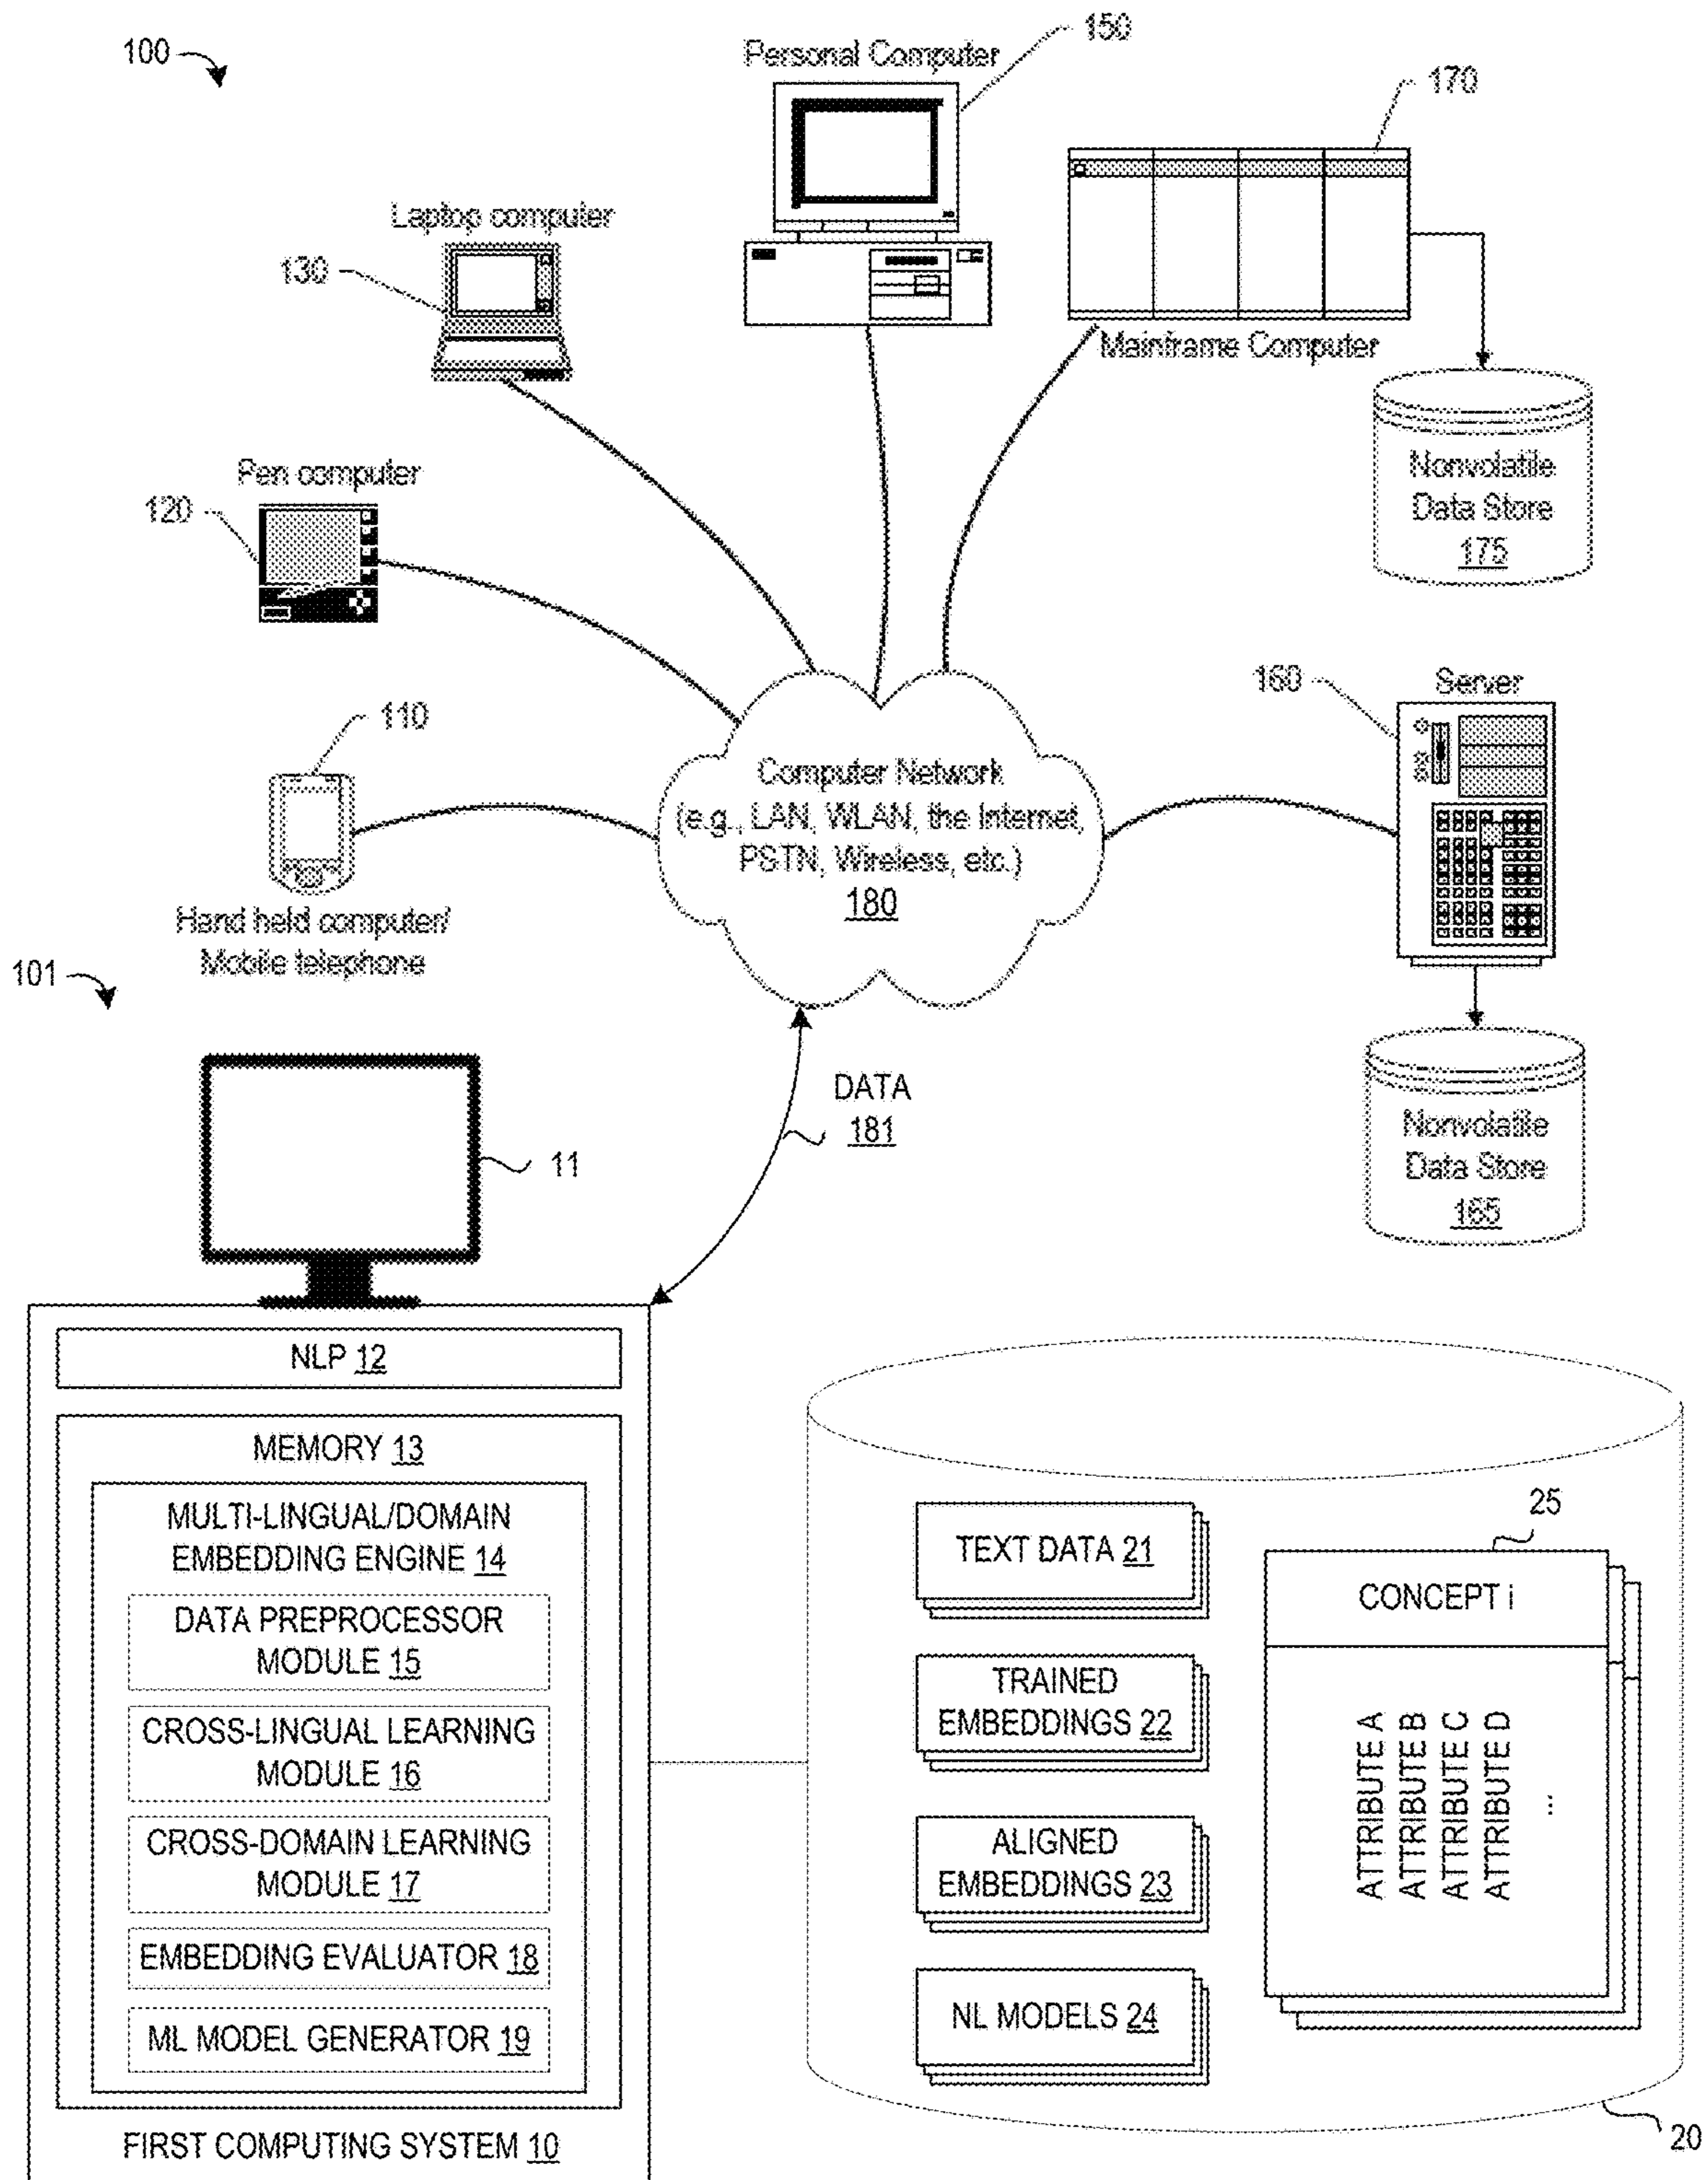 100
Personal Computer
150
170
Laptop computer
130
Mainframe Computer
Pen computer
120
Nonvolatile
Data Store
175
110
160
Server
Computer Network
(e.g., LAN, WLAN, the Internet,
PSTN, Wireless, etc.)
180
Hand held computer/
Mobile telephone
101
DATA
181
11
Nonvolatile
Data Store
165
NLP 12
MEMORY 13
MULTI-LINGUAL/DOMAIN
EMBEDDING ENGINE 14
DATA PREPROCESSOR
MODULE 15
CROSS-LINGUAL LEARNING
MODULE 16
CROSS-DOMAIN LEARNING
MODULE 17
EMBEDDING EVALUATOR 18
ML MODEL GENERATOR 19
FIRST COMPUTING SYSTEM 10
TEXT DATA 21
TRAINED
EMBEDDINGS 22
ALIGNED
EMBEDDINGS 23
NL MODELS 24
25
CONCEPT i
ATTRIBUTE A
ATTRIBUTE B
ATTRIBUTE C
ATTRIBUTE D
...
20